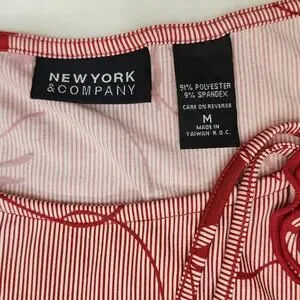 NEW YORK
& COMPANY
91% POLYESTER
9% SPANDEX
CARE ON REVERSE
M
MADE IN
TAIWAN R.O.C.